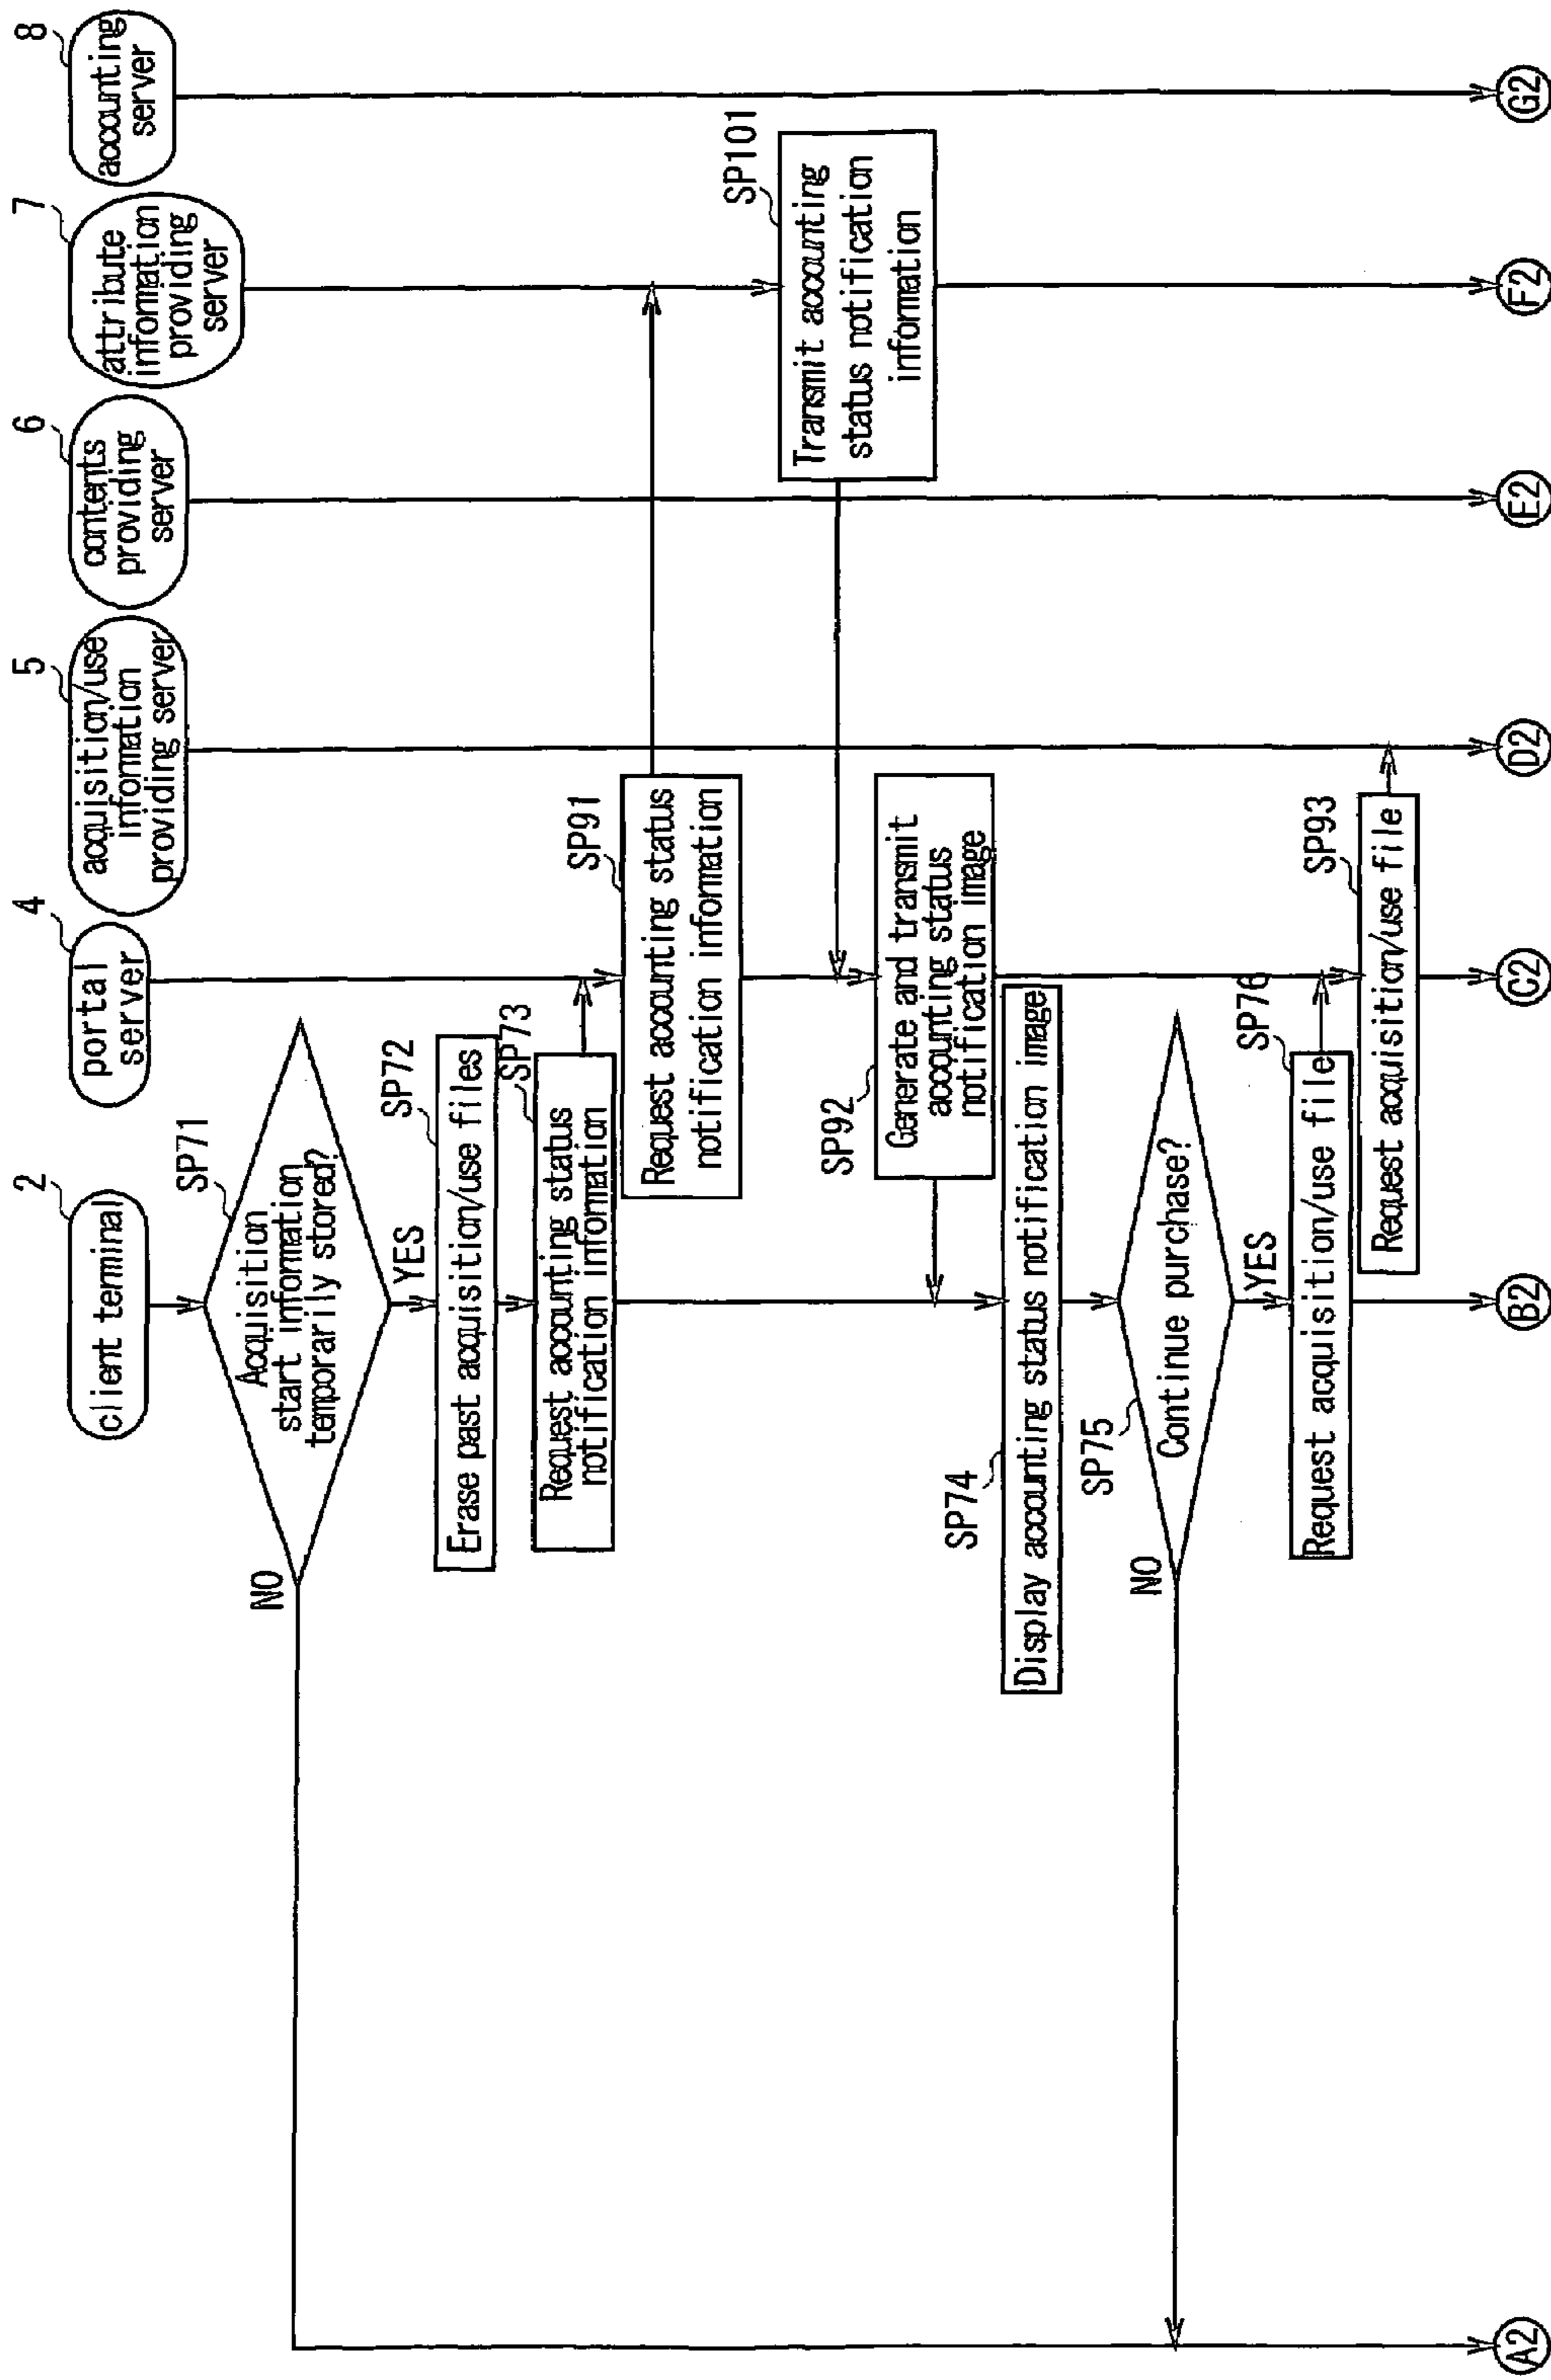 2
client terminal
4
portal
server
5
acquisition/use
information
providing server
6
contents
providing
server
7
attribute
information
providing
server
8
accounting
server
SP71
Acquisition
start information
temporarily stored?
NO
YES
SP72
Erase past acquisition/use files
SP73
Request accounting status
notification information
SP91
Request accounting status
notification information
SP101
Transmit accounting
status notification
information
SP92
Generate and transmit
accounting status
notification image
SP74
Display accounting status notification image
SP75
Continue purchase?
NO
YES
SP76
Request acquisition/use file
SP93
Request acquisition/use file
A2
B2
C2
D2
E2
F2
G2